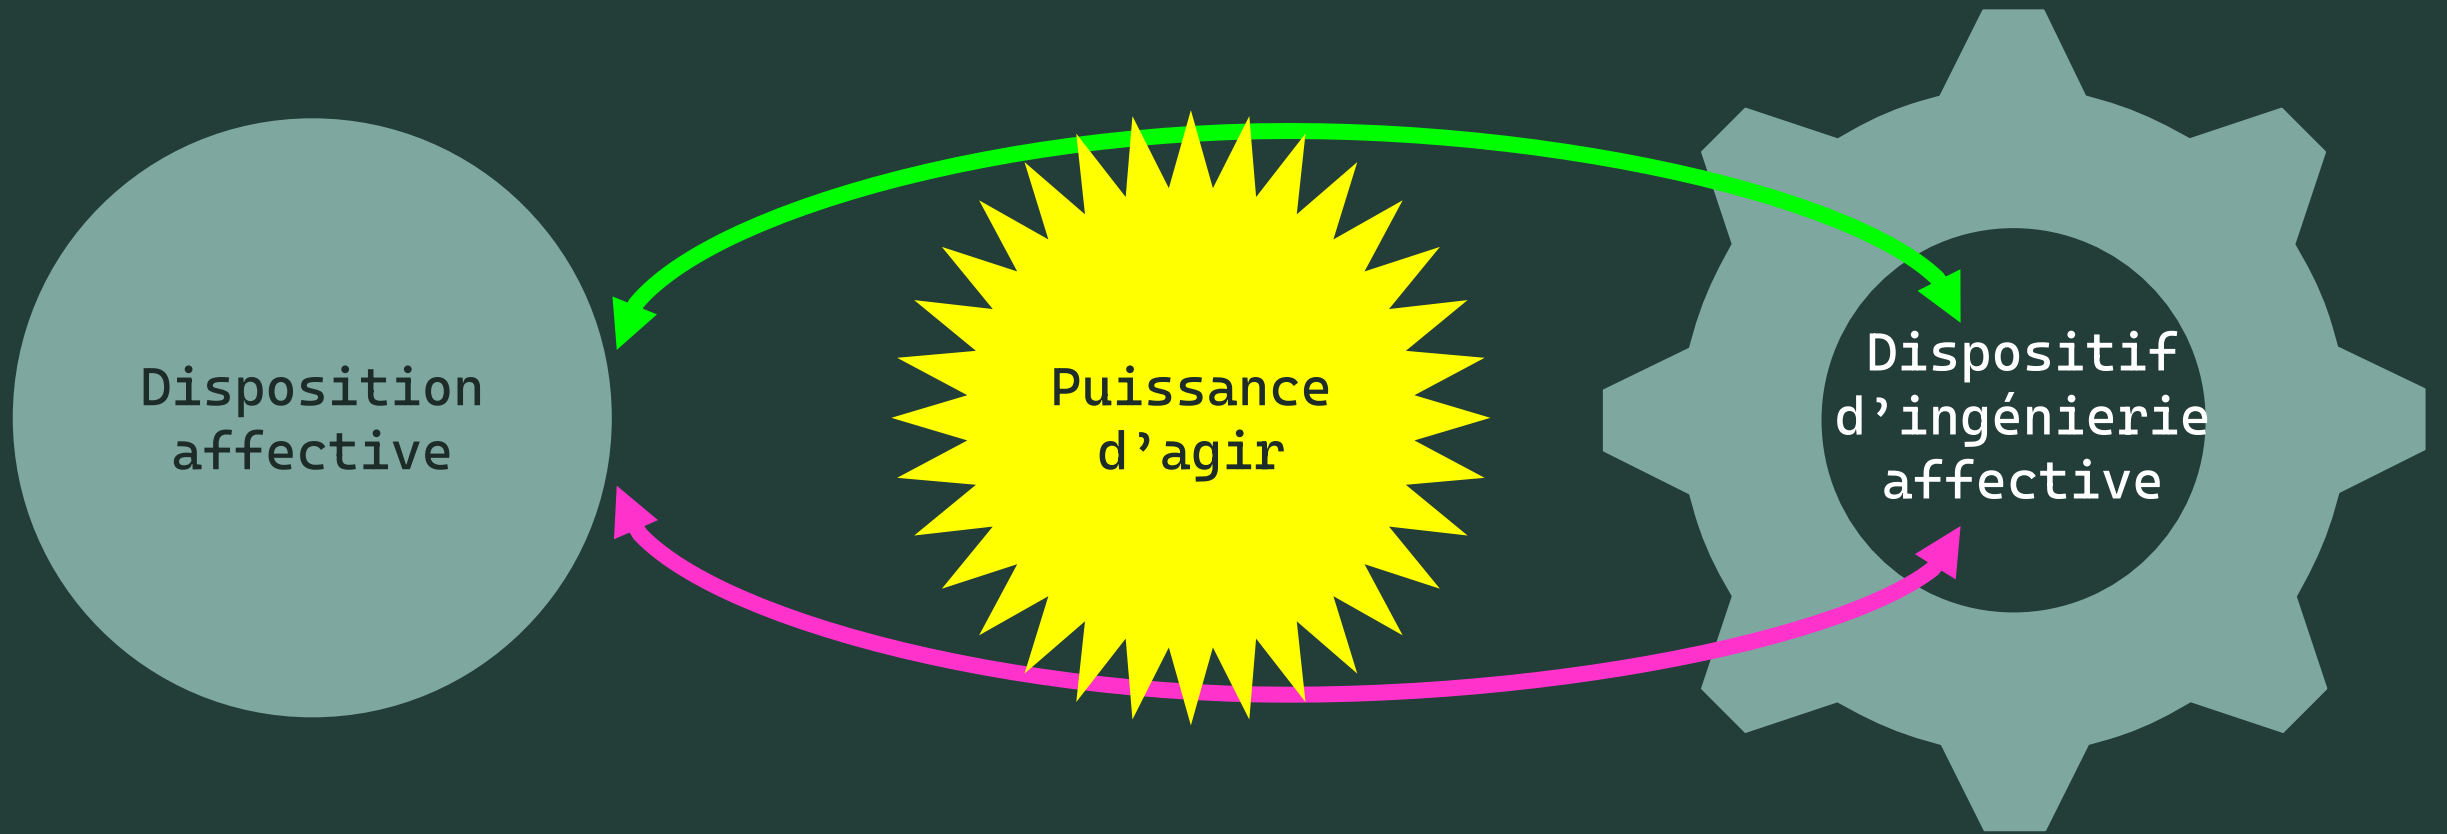 Disposition
affective
Puissance
d’agir
Dispositif
d’ingénierie
affective